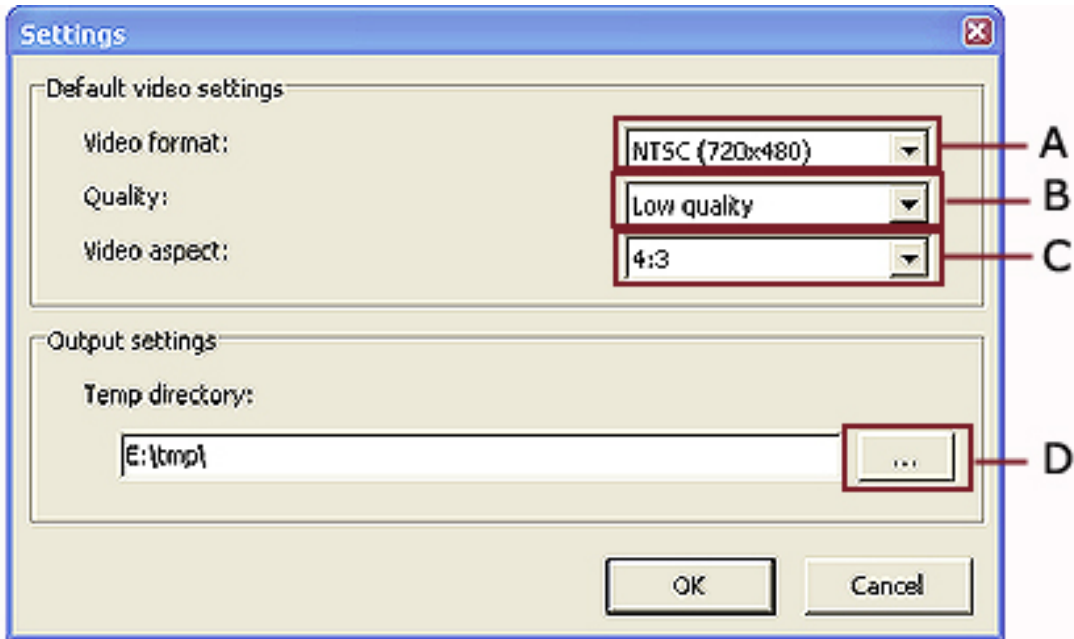 Settings
Default video settings
Video format: NTSC (720x480) A
Quality: Low quality B
Video aspect: 4:3 C
Output settings
Temp directory:
E:\tmp\ ... D
OK Cancel